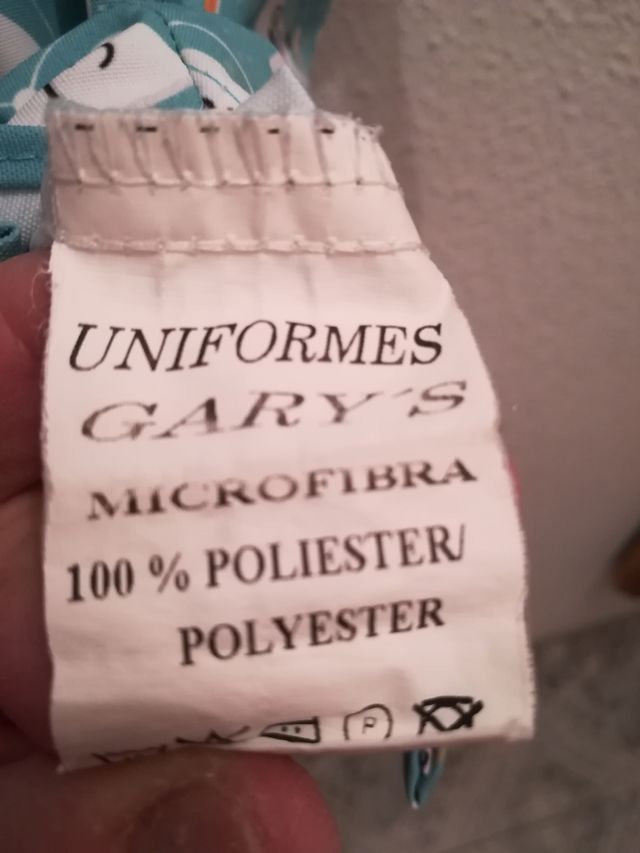 UNIFORMES
GARY´S
MICROFIBRA
100 % POLIESTER/
POLYESTER
P